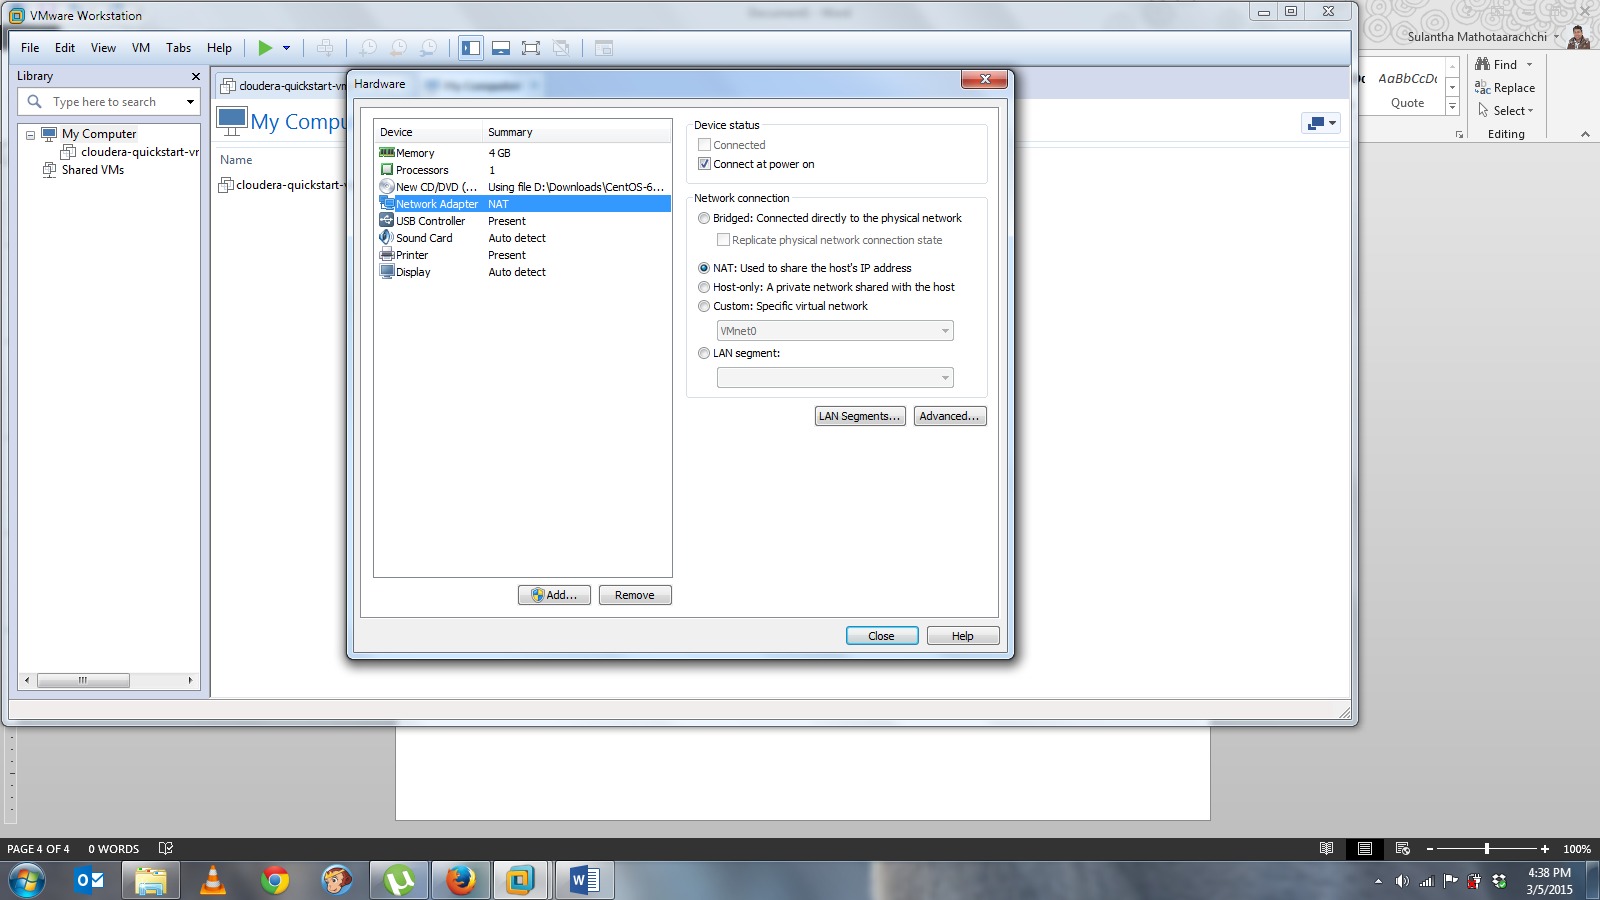 VMware Workstation
File Edit View VM Tabs Help
Library
Type here to search
My Computer
cloudera-quickstart-vr
Shared VMs
cloudera-quickstart-vm
My Compu
Name
cloudera-quickstart-v
Hardware
My Computer
Device Summary
Memory 4 GB
Processors 1
New CD/DVD (... Using file D:\Downloads\CentOS-6...
Network Adapter NAT
USB Controller Present
Sound Card Auto detect
Printer Present
Display Auto detect
Add...
Remove
Device status
Connected
Connect at power on
Network connection
Bridged: Connected directly to the physical network
Replicate physical network connection state
NAT: Used to share the host's IP address
Host-only: A private network shared with the host
Custom: Specific virtual network
VMnet0
LAN segment:
LAN Segments...
Advanced...
Close
Help
Sulantha Mathotaarachchi
AaBbCcDc
Quote
Find
Replace
Select
Editing
PAGE 4 OF 4
0 WORDS
100%
4:38 PM
3/5/2015